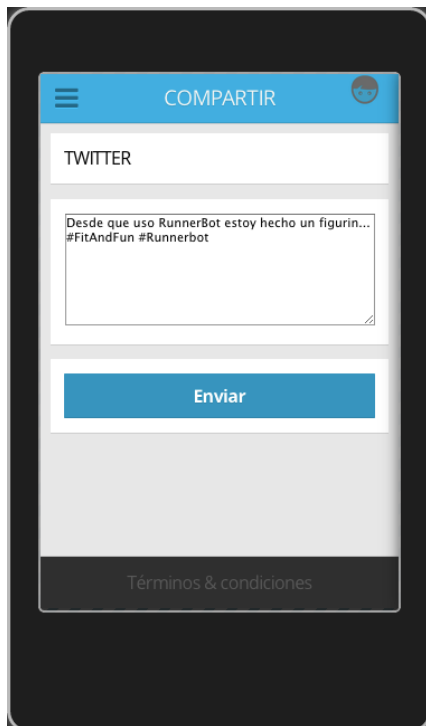 COMPARTIR
TWITTER
Desde que uso RunnerBot estoy hecho un figurin...
#FitAndFun #Runnerbot
Enviar
Términos & condiciones